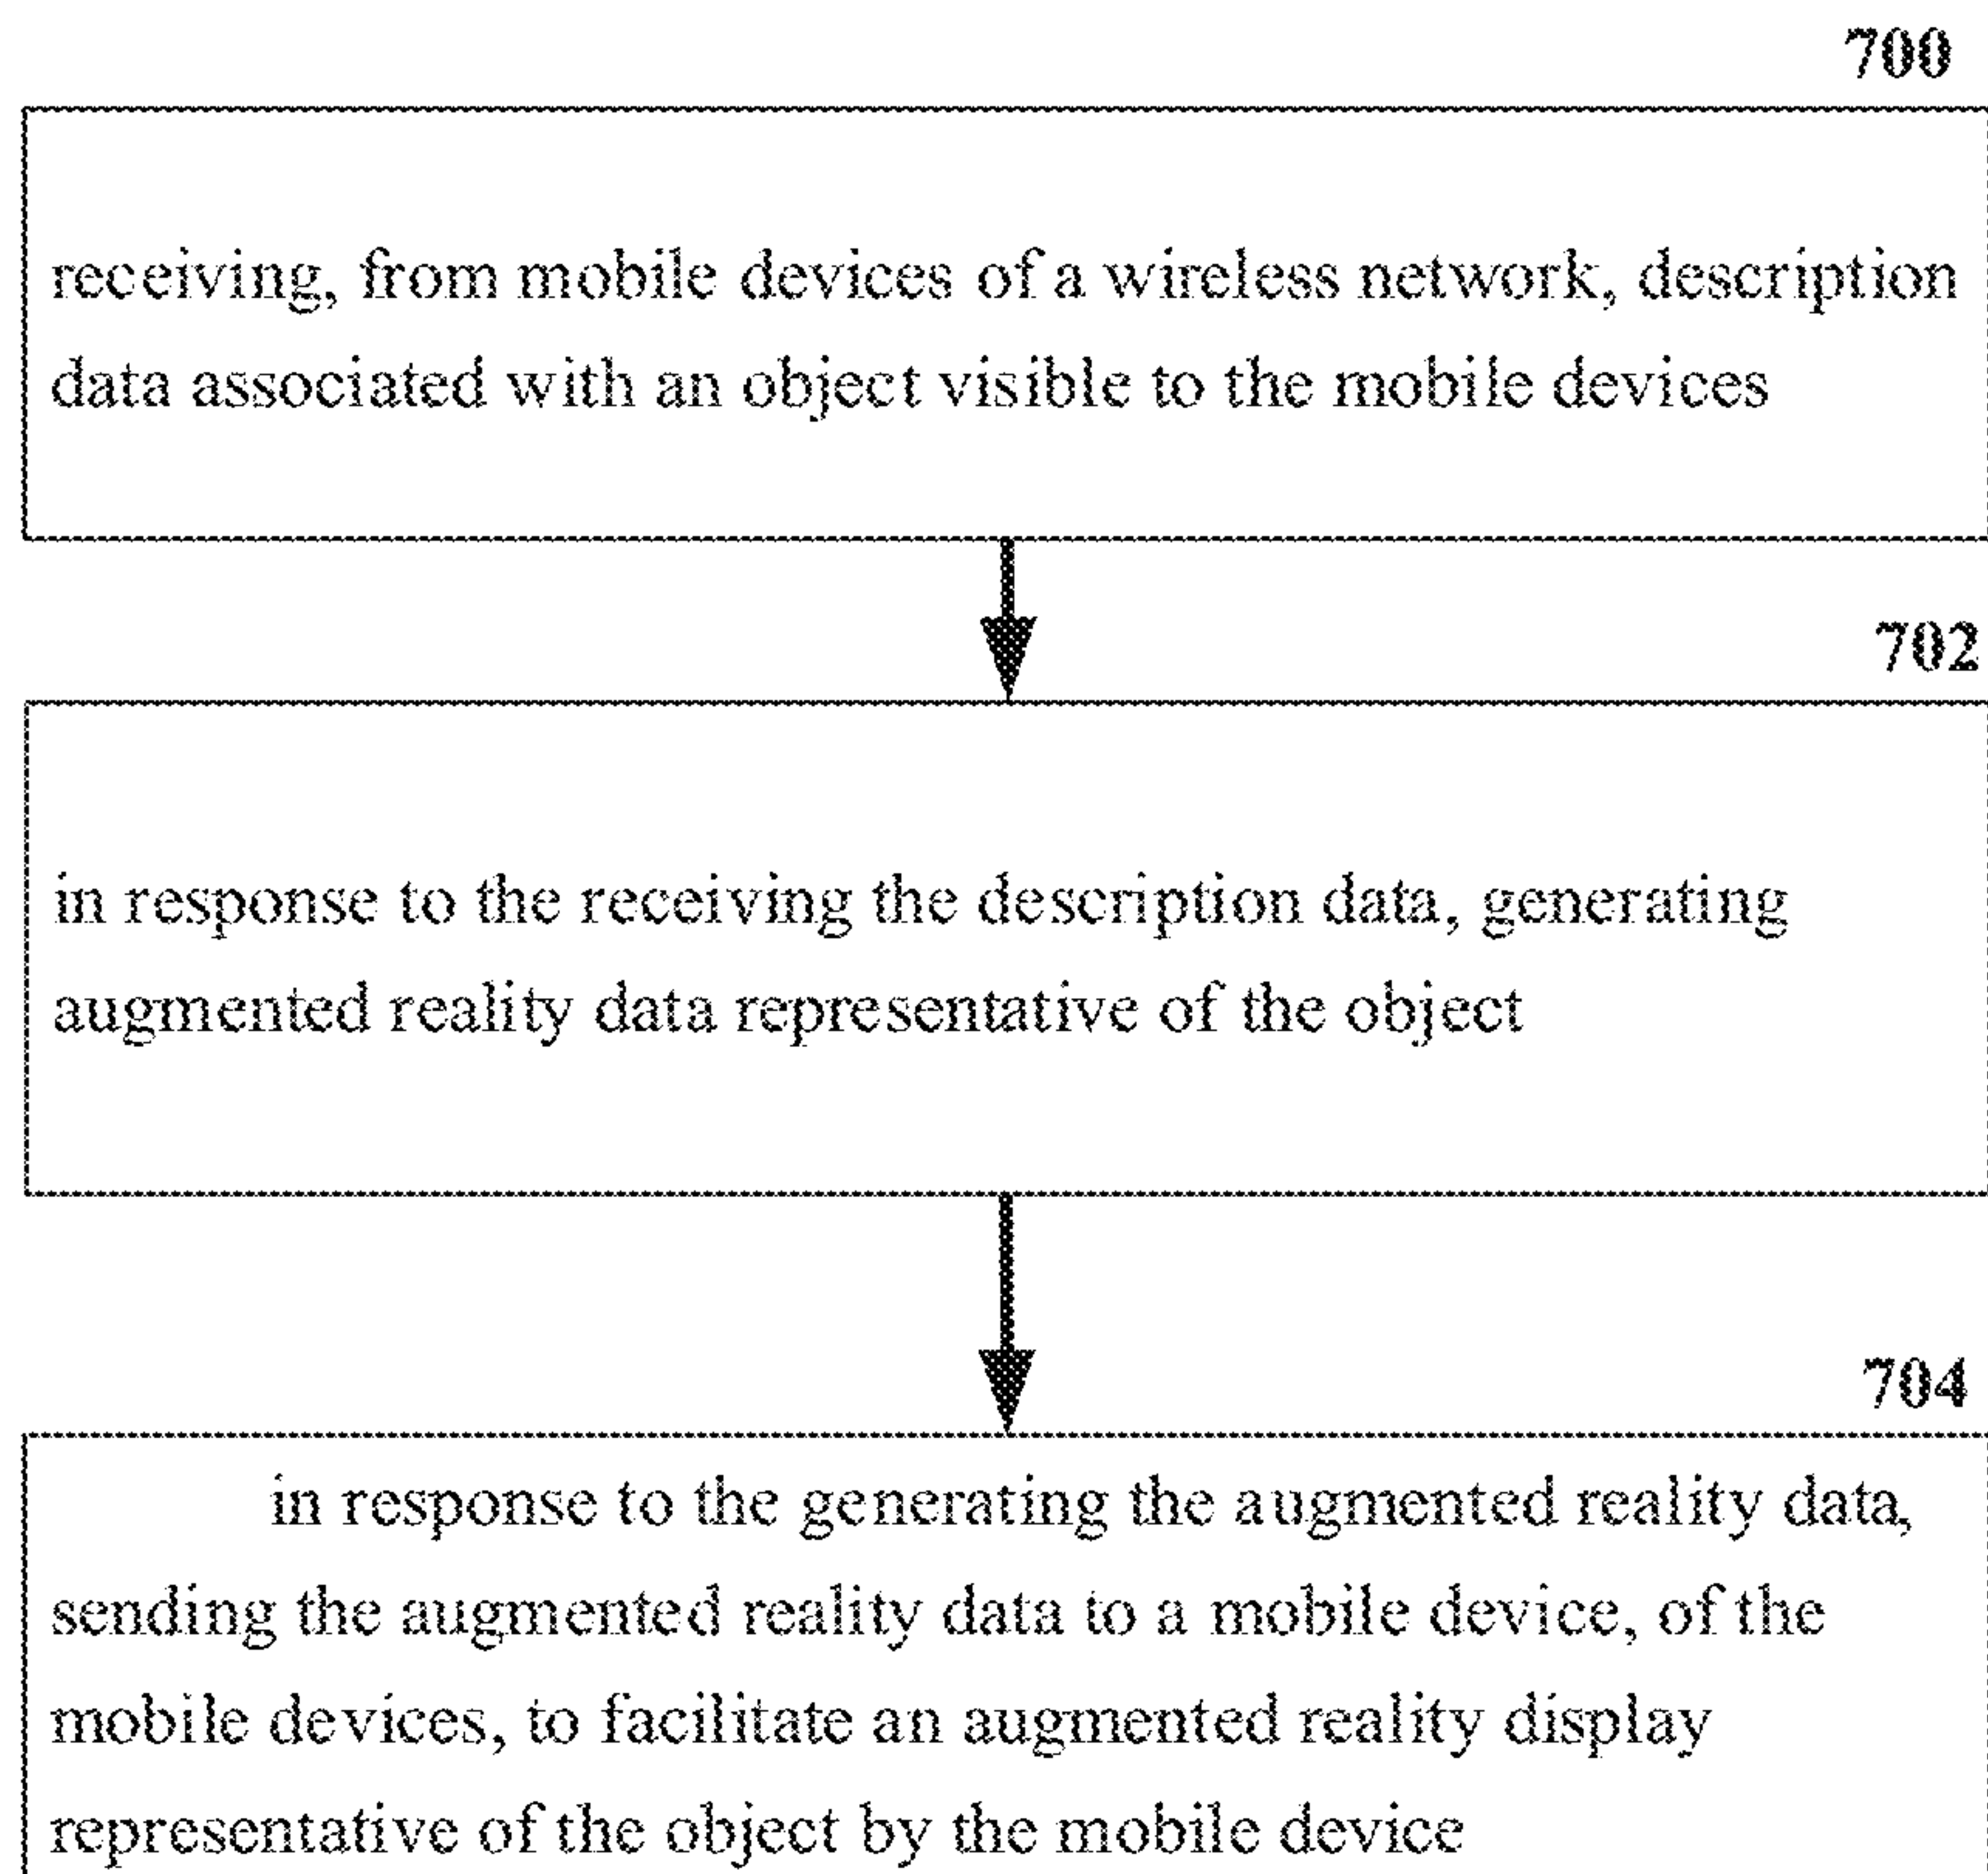 700
receiving, from mobile devices of a wireless network, description
data associated with an object visible to the mobile devices
702
in response to the receiving the description data, generating
augmented reality data representative of the object
704
in response to the generating the augmented reality data,
sending the augmented reality data to a mobile device, of the
mobile devices, to facilitate an augmented reality display
representative of the object by the mobile device